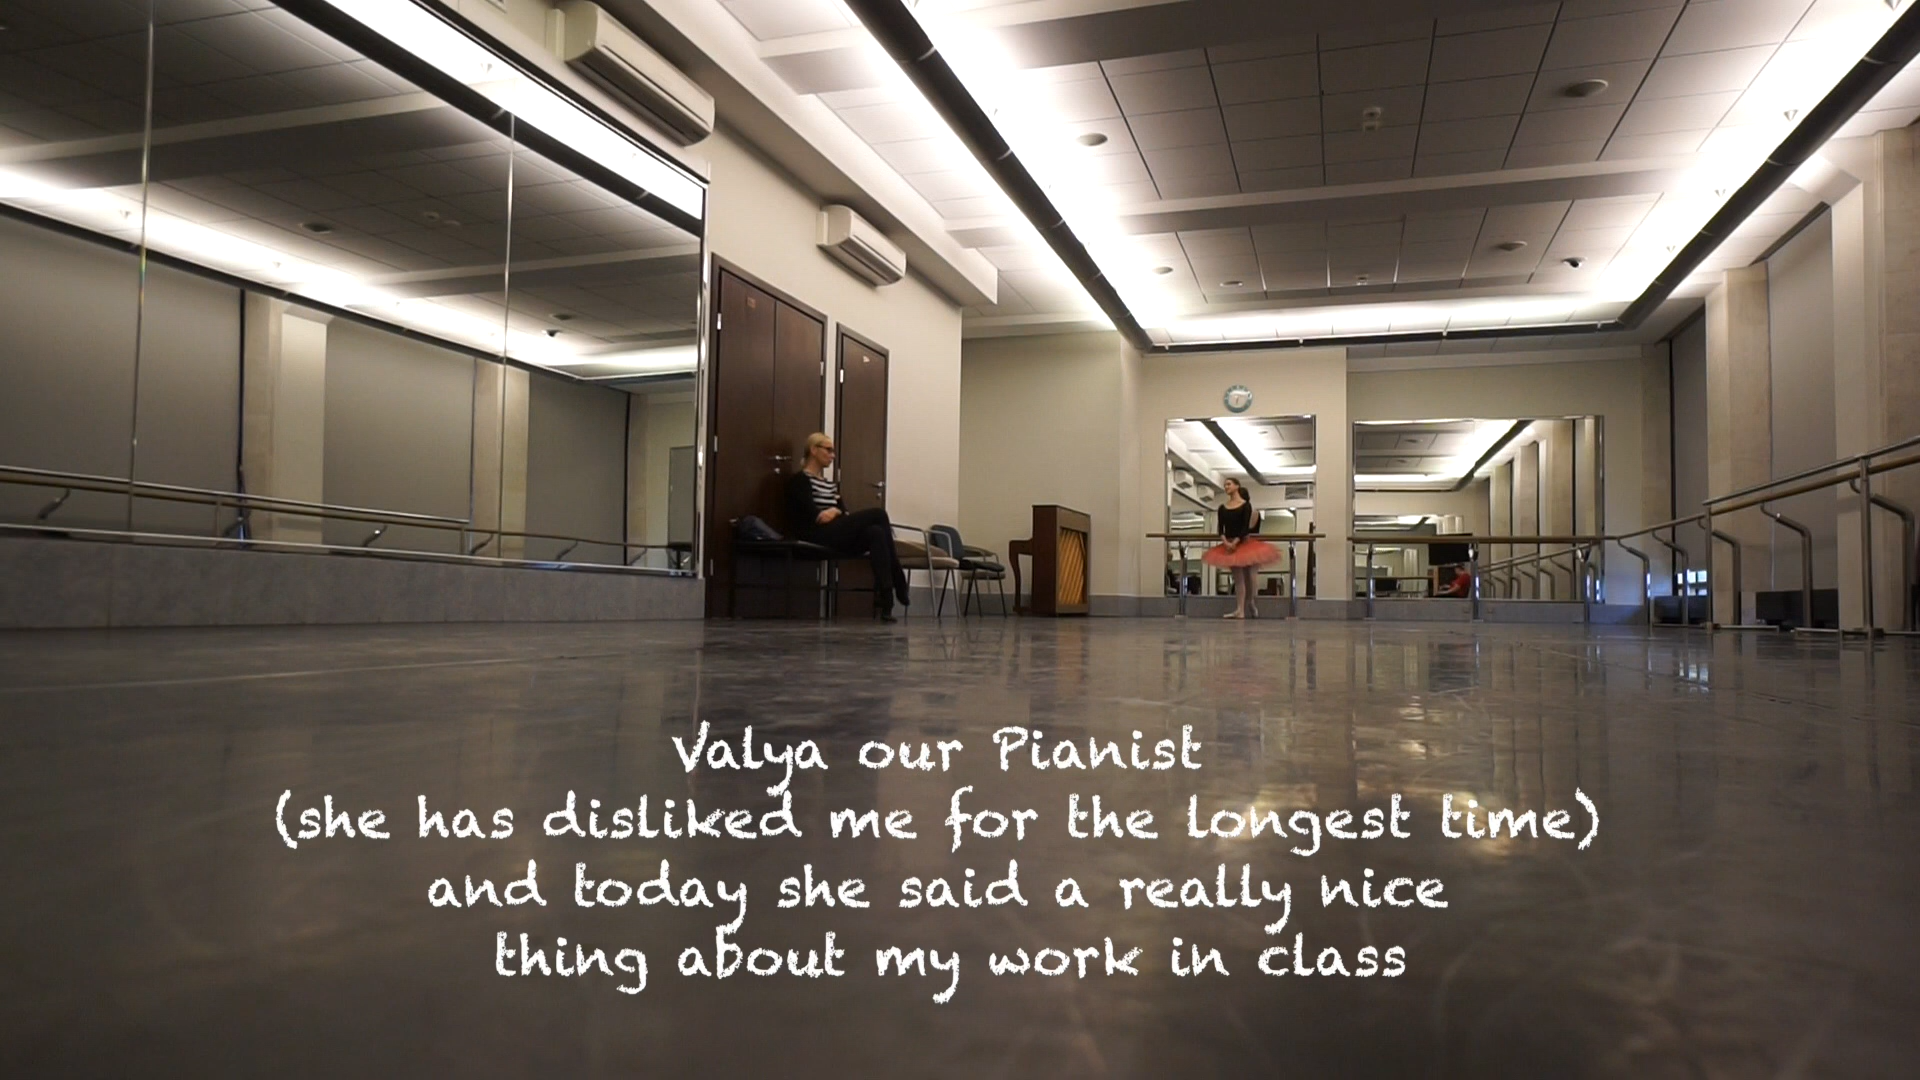 Valya our Pianist
(she has disliked me for the longest time)
and today she said a really nice
thing about my work in class